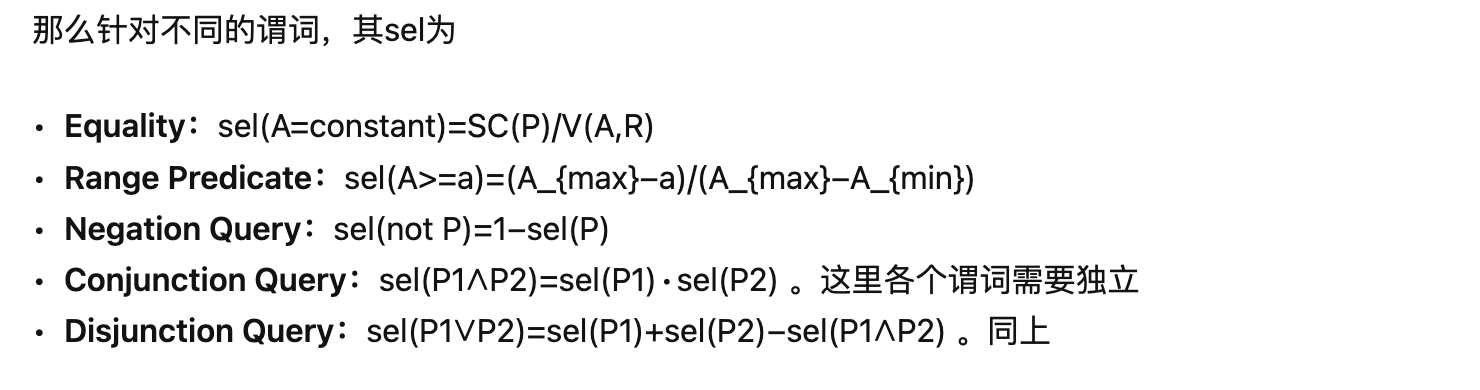 那么针对不同的谓词，其sel为
• Equality：sel(A=constant)=SC(P)/V(A,R)
• Range Predicate：sel(A>=a)=(A_{max}−a)/(A_{max}−A_{min})
• Negation Query：sel(not P)=1−sel(P)
• Conjunction Query：sel(P1∧P2)=sel(P1)·sel(P2) 。这里各个谓词需要独立
• Disjunction Query：sel(P1∨P2)=sel(P1)+sel(P2)−sel(P1∧P2) 。同上